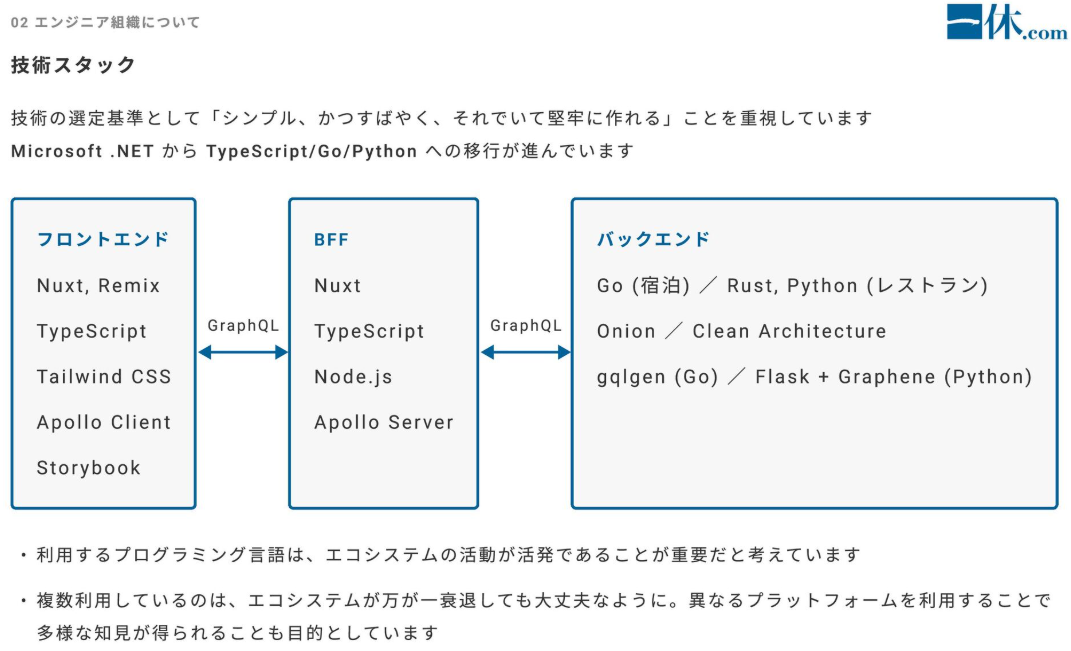 02 エンジニア組織について
一休.com
技術スタック
技術の選定基準として「シンプル、かつすばやく、それでいて堅牢に作れる」ことを重視しています
Microsoft .NET から TypeScript/Go/Python への移行が進んでいます
フロントエンド
Nuxt, Remix
TypeScript
Tailwind CSS
Apollo Client
Storybook
GraphQL
BFF
Nuxt
TypeScript
Node.js
Apollo Server
GraphQL
バックエンド
Go (宿泊) ／ Rust, Python (レストラン)
Onion ／ Clean Architecture
gqlgen (Go) ／ Flask + Graphene (Python)
・利用するプログラミング言語は、エコシステムの活動が活発であることが重要だと考えています
・複数利用しているのは、エコシステムが万が一衰退しても大丈夫なように。異なるプラットフォームを利用することで
多様な知見が得られることも目的としています